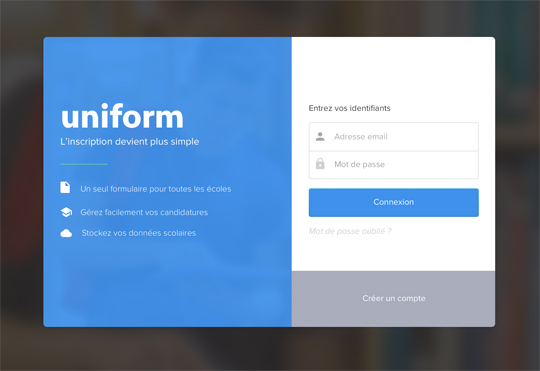 uniform
L'inscription devient plus simple
Un seul formulaire pour toutes les écoles
Gérez facilement vos candidatures
Stockez vos données scolaires
Entrez vos identifiants
Adresse email
Mot de passe
Connexion
Mot de passe oublié ?
Créer un compte